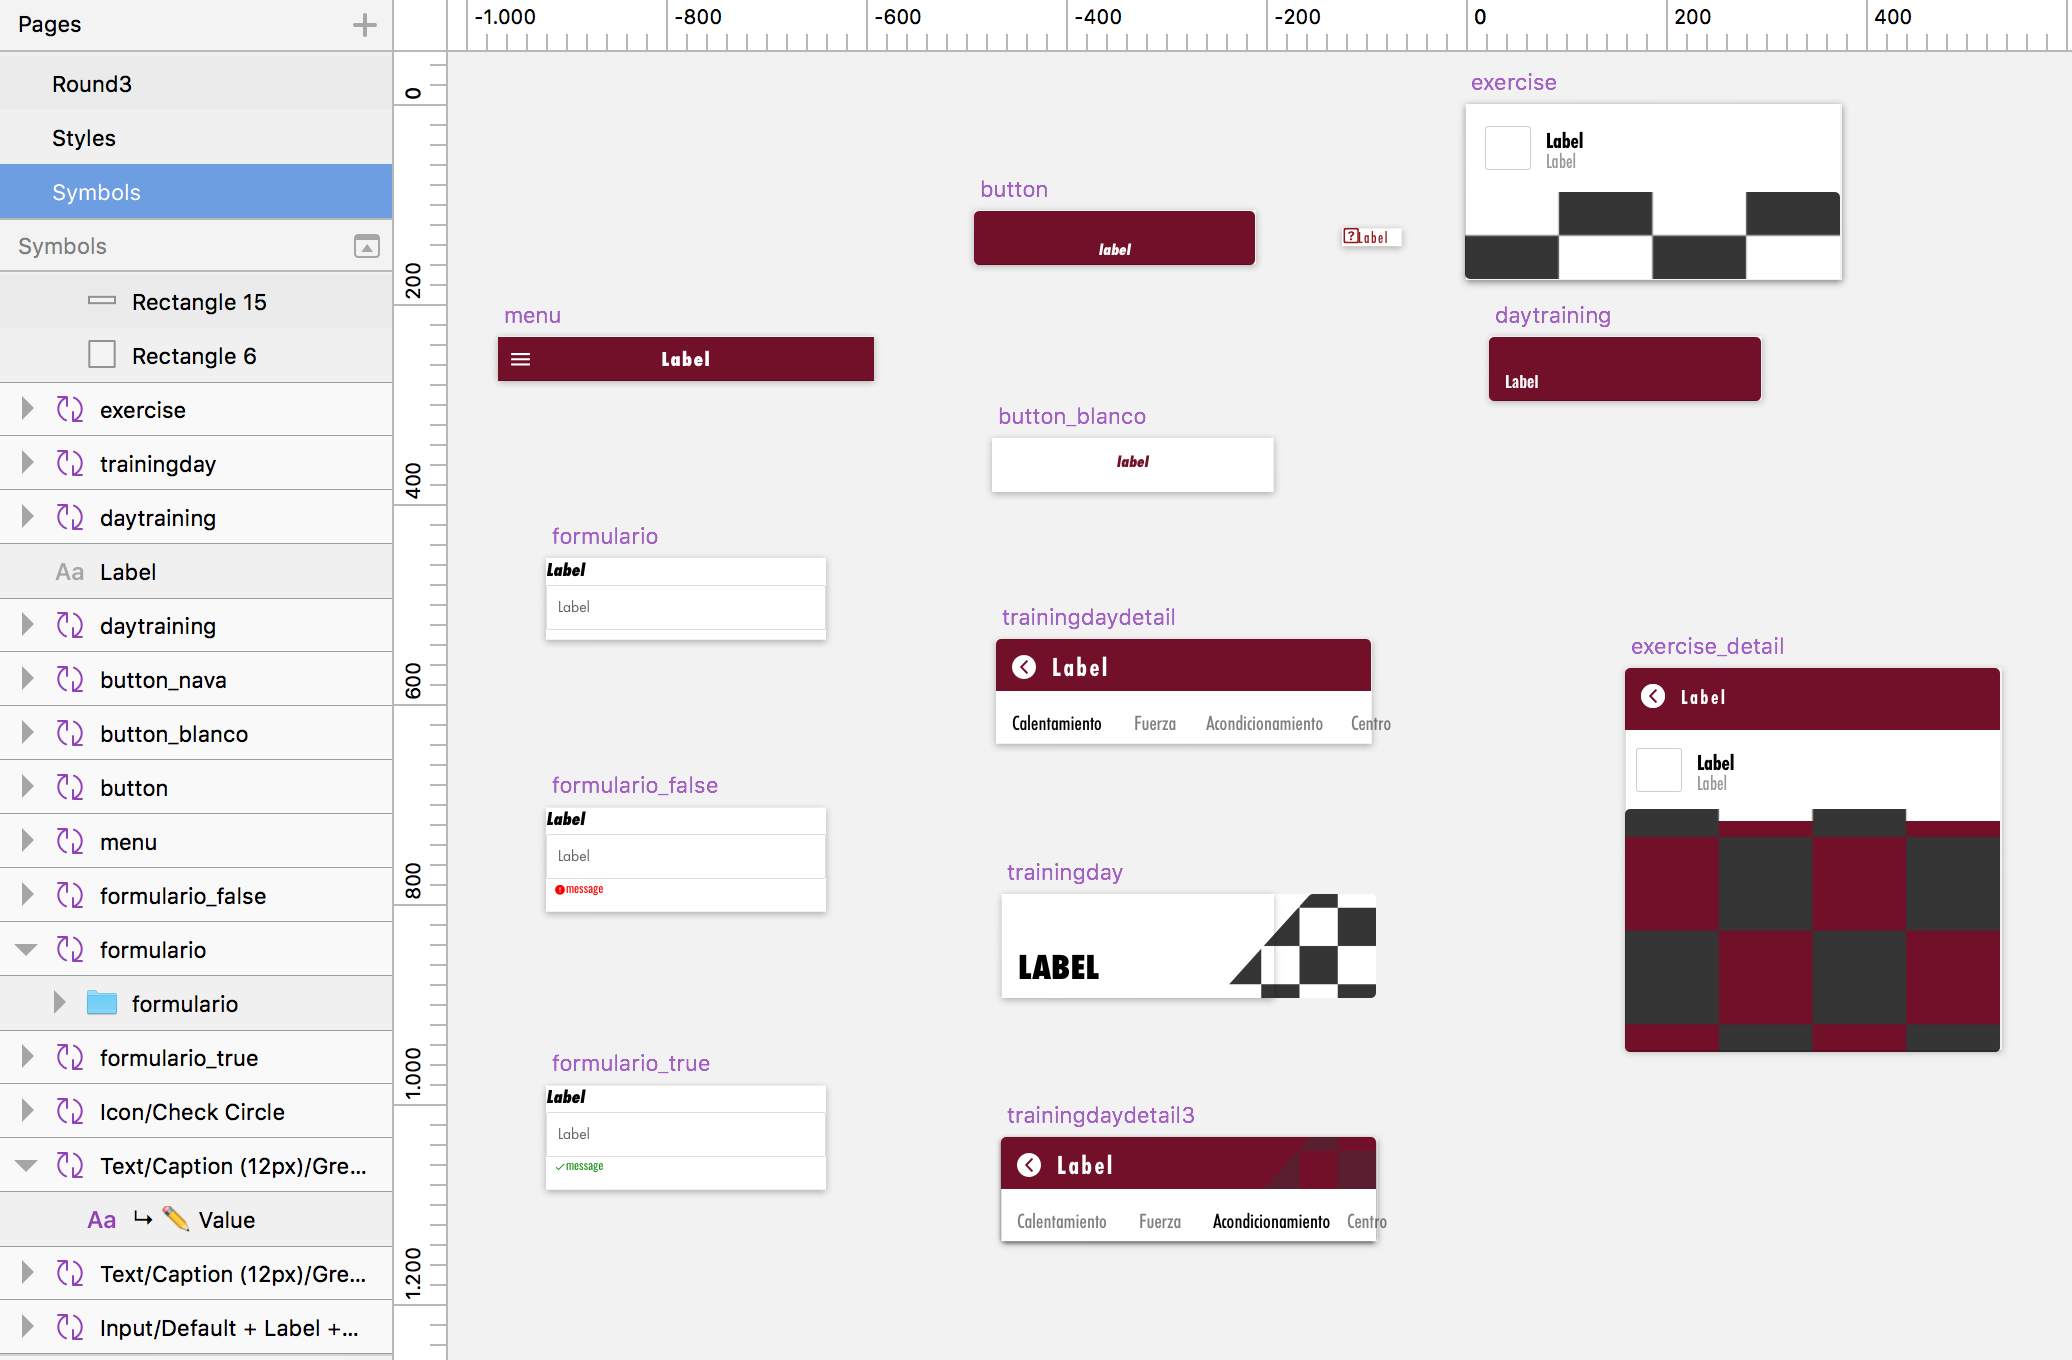 Pages
Round3
Styles
Symbols
Symbols
Rectangle 15
Rectangle 6
exercise
trainingday
daytraining
Aa Label
daytraining
button_nava
button_blanco
button
menu
formulario_false
formulario
formulario
formulario_true
Icon/Check Circle
Text/Caption (12px)/Gre...
Aa Value
Text/Caption (12px)/Gre...
Input/Default + Label +...
-1.000 -800 -600 -400 -200 0 200 400
0
200
400
600
800
1.000
1.200
menu
Label
formulario
Label
Label
formulario_false
Label
Label
message
formulario_true
Label
Label
message
button
label
?Label
button_blanco
label
trainingdaydetail
Label
Calentamiento Fuerza Acondicionamiento Centro
trainingday
LABEL
trainingdaydetail3
Label
Calentamiento Fuerza Acondicionamiento Centro
exercise
Label
Label
daytraining
Label
exercise_detail
Label
Label
Label